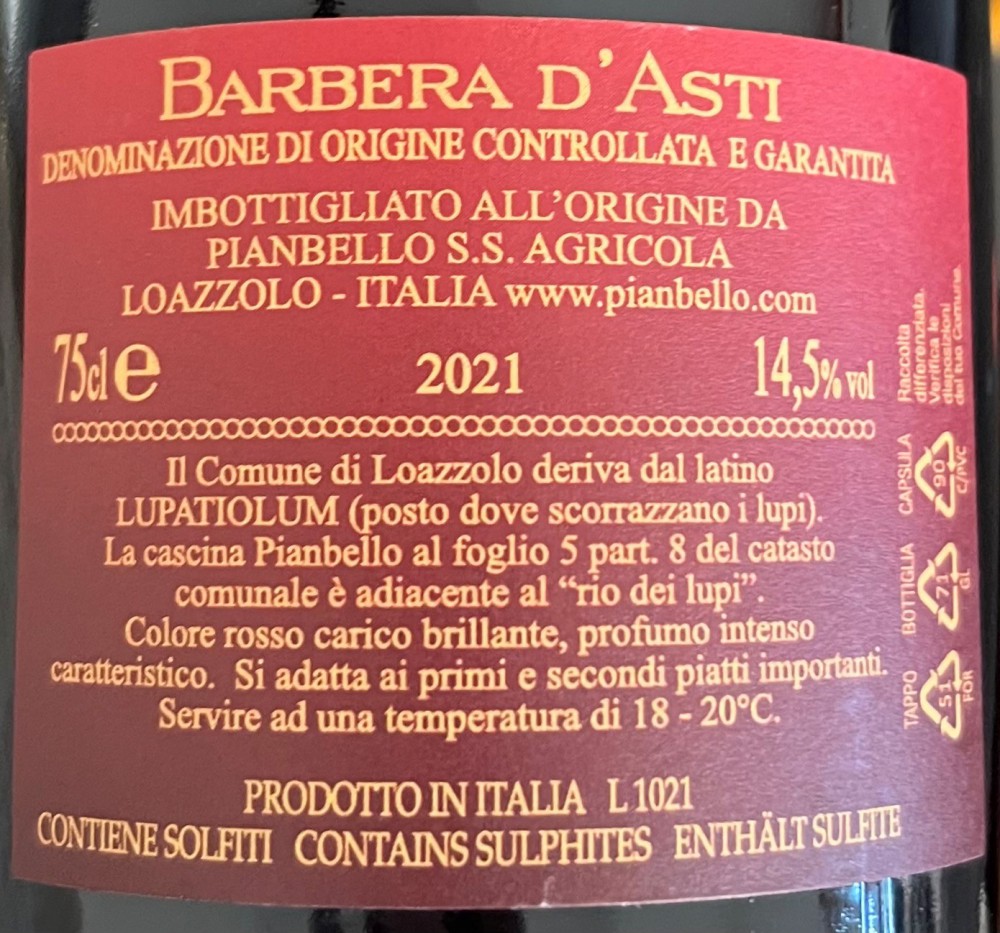 BARBERA D'ASTI
DENOMINAZIONE DI ORIGINE CONTROLLATA E GARANTITA
IMBOTTIGLIATO ALL'ORIGINE DA
PIANBELLO S.S. AGRICOLA
LOAZZOLO - ITALIA www.pianbello.com
75cl e 2021 14,5% vol
Il Comune di Loazzolo deriva dal latino
LUPATIOLUM (posto dove scorrazzano i lupi).
La cascina Pianbello al foglio 5 part. 8 del catasto
comunale è adiacente al “rio dei lupi”.
Colore rosso carico brillante, profumo intenso
caratteristico. Si adatta ai primi e secondi piatti importanti.
Servire ad una temperatura di 18 - 20°C.
PRODOTTO IN ITALIA L 1021
CONTIENE SOLFITI CONTAINS SULPHITES ENTHÄLT SULFITE
TAPPO
51
FOR
BOTTIGLIA
71
GL
CAPSULA
90
C/PVC
Raccolta
differenziata.
Verifica le
disposizioni
del tuo Comune.